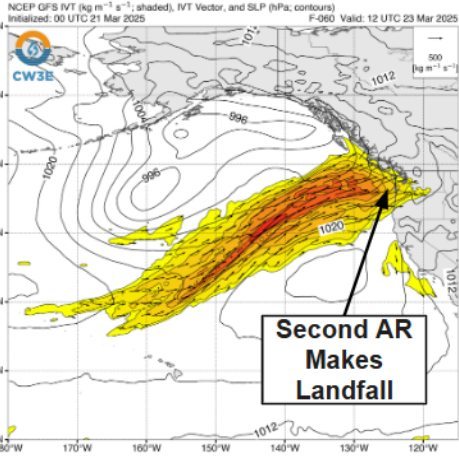 NCEP GFS IVT (kg m⁻¹ s⁻¹; shaded), IVT Vector, and SLP (hPa; contours)
Initialized: 00 UTC 21 Mar 2025 F-060 Valid: 12 UTC 23 Mar 2025
CW3E
500
[kg m⁻¹ s⁻¹]
1012
1004
996
1020
996
1020
1012
Second AR
Makes
Landfall
1012
170°W 160°W 150°W 140°W 130°W 120°W